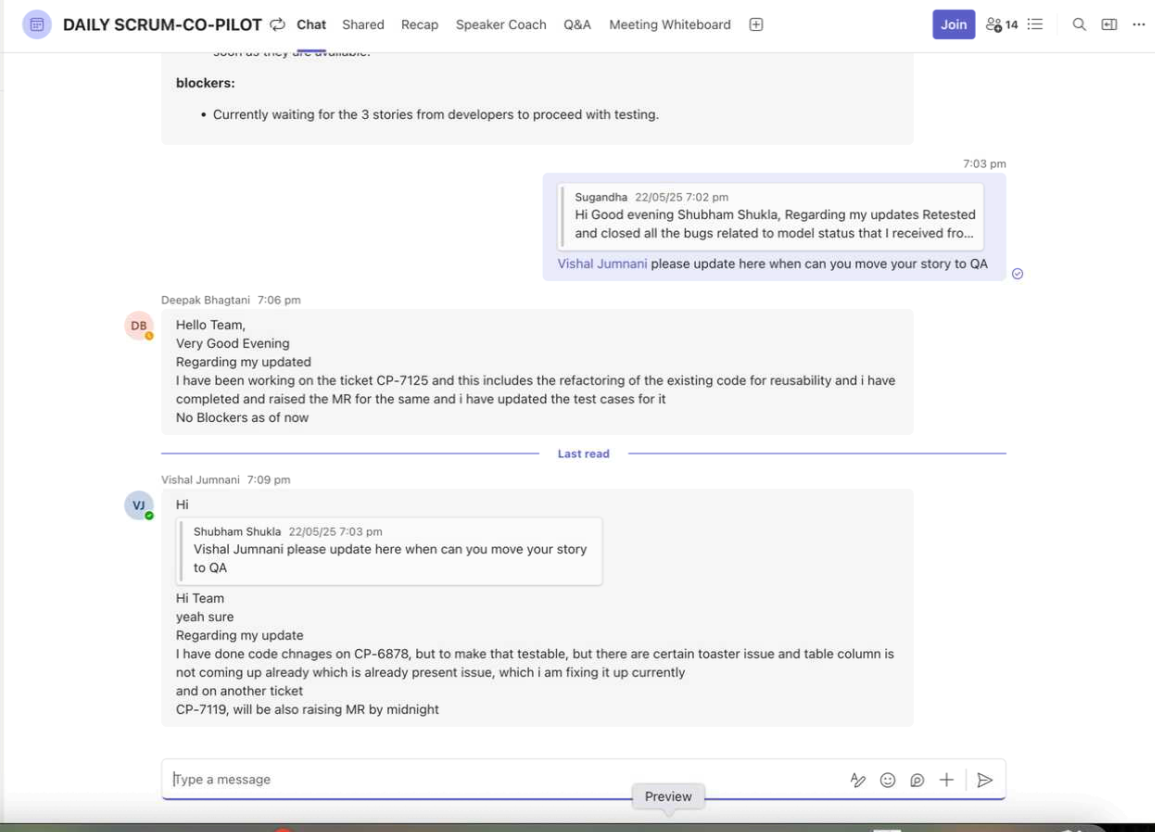 DAILY SCRUM-CO-PILOT Chat Shared Recap Speaker Coach Q&A Meeting Whiteboard Join 14
soon as they are available.
blockers:
• Currently waiting for the 3 stories from developers to proceed with testing.
7:03 pm
Sugandha 22/05/25 7:02 pm
Hi Good evening Shubham Shukla, Regarding my updates Retested
and closed all the bugs related to model status that I received fro...
Vishal Jumnani please update here when can you move your story to QA
Deepak Bhagtani 7:06 pm
DB
Hello Team,
Very Good Evening
Regarding my updated
I have been working on the ticket CP-7125 and this includes the refactoring of the existing code for reusability and i have
completed and raised the MR for the same and i have updated the test cases for it
No Blockers as of now
Last read
Vishal Jumnani 7:09 pm
VJ
Hi
Shubham Shukla 22/05/25 7:03 pm
Vishal Jumnani please update here when can you move your story
to QA
Hi Team
yeah sure
Regarding my update
I have done code chnages on CP-6878, but to make that testable, but there are certain toaster issue and table column is
not coming up already which is already present issue, which i am fixing it up currently
and on another ticket
CP-7119, will be also raising MR by midnight
Type a message
Preview